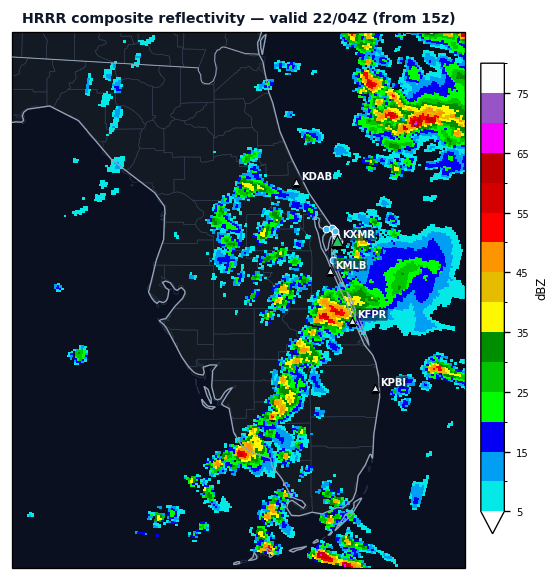 HRRR composite reflectivity — valid 22/04Z (from 15z)
KDAB
KXMR
KMLB
KFPR
KPBI
75
65
55
45
35
25
15
5
dBZ